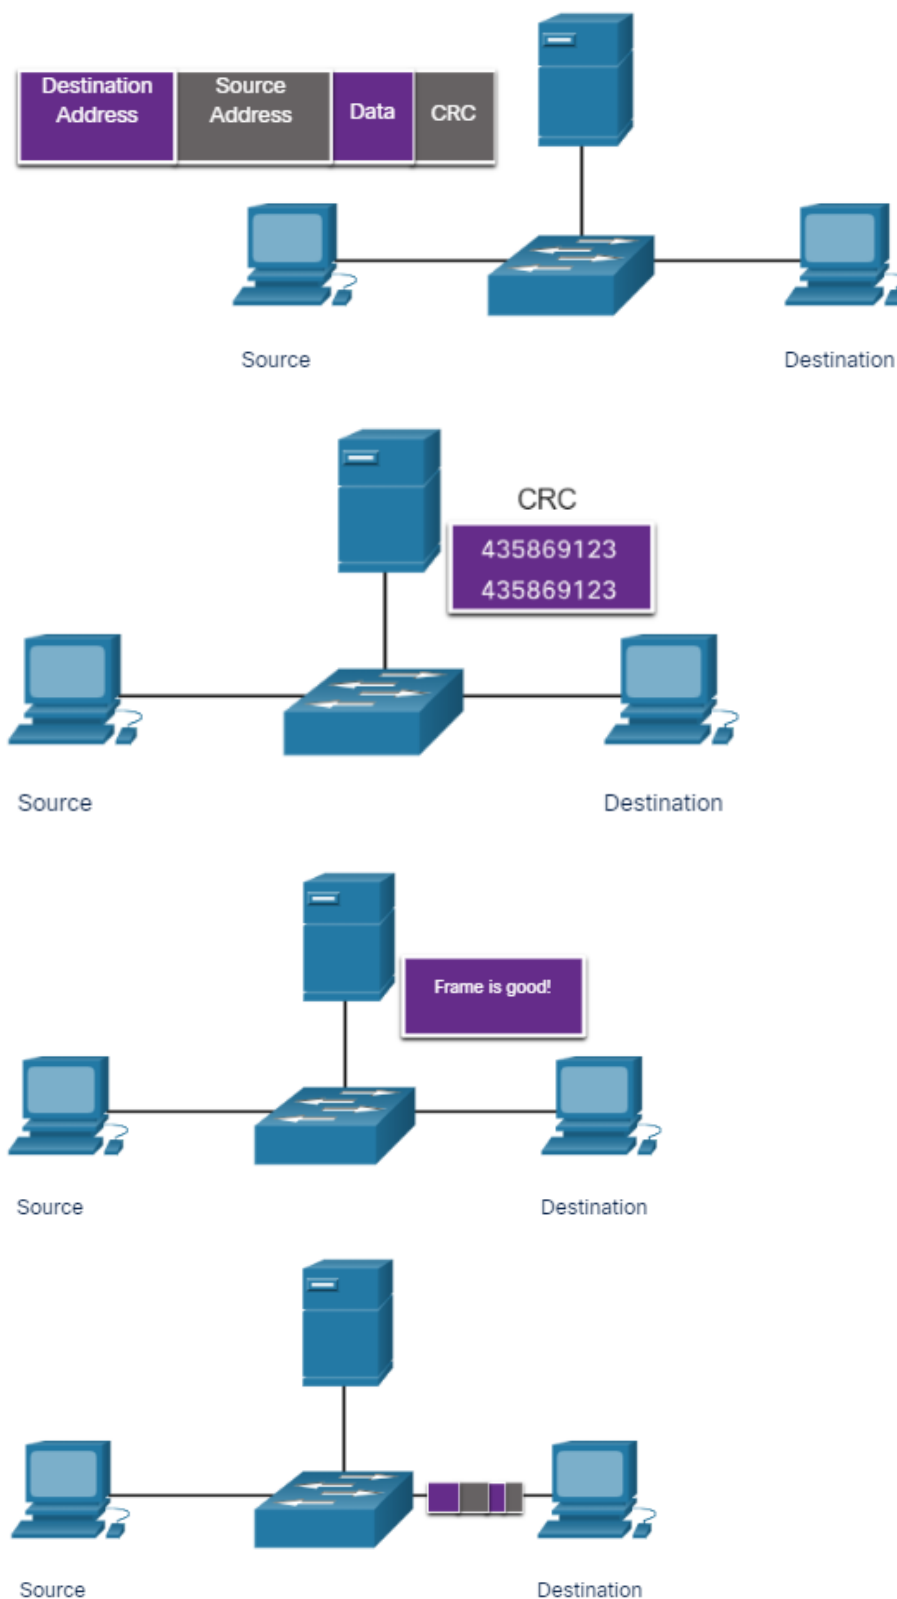 Destination
Address
Source
Address
Data
CRC
Source
Destination
CRC
435869123
435869123
Source
Destination
Frame is good!
Source
Destination
Source
Destination